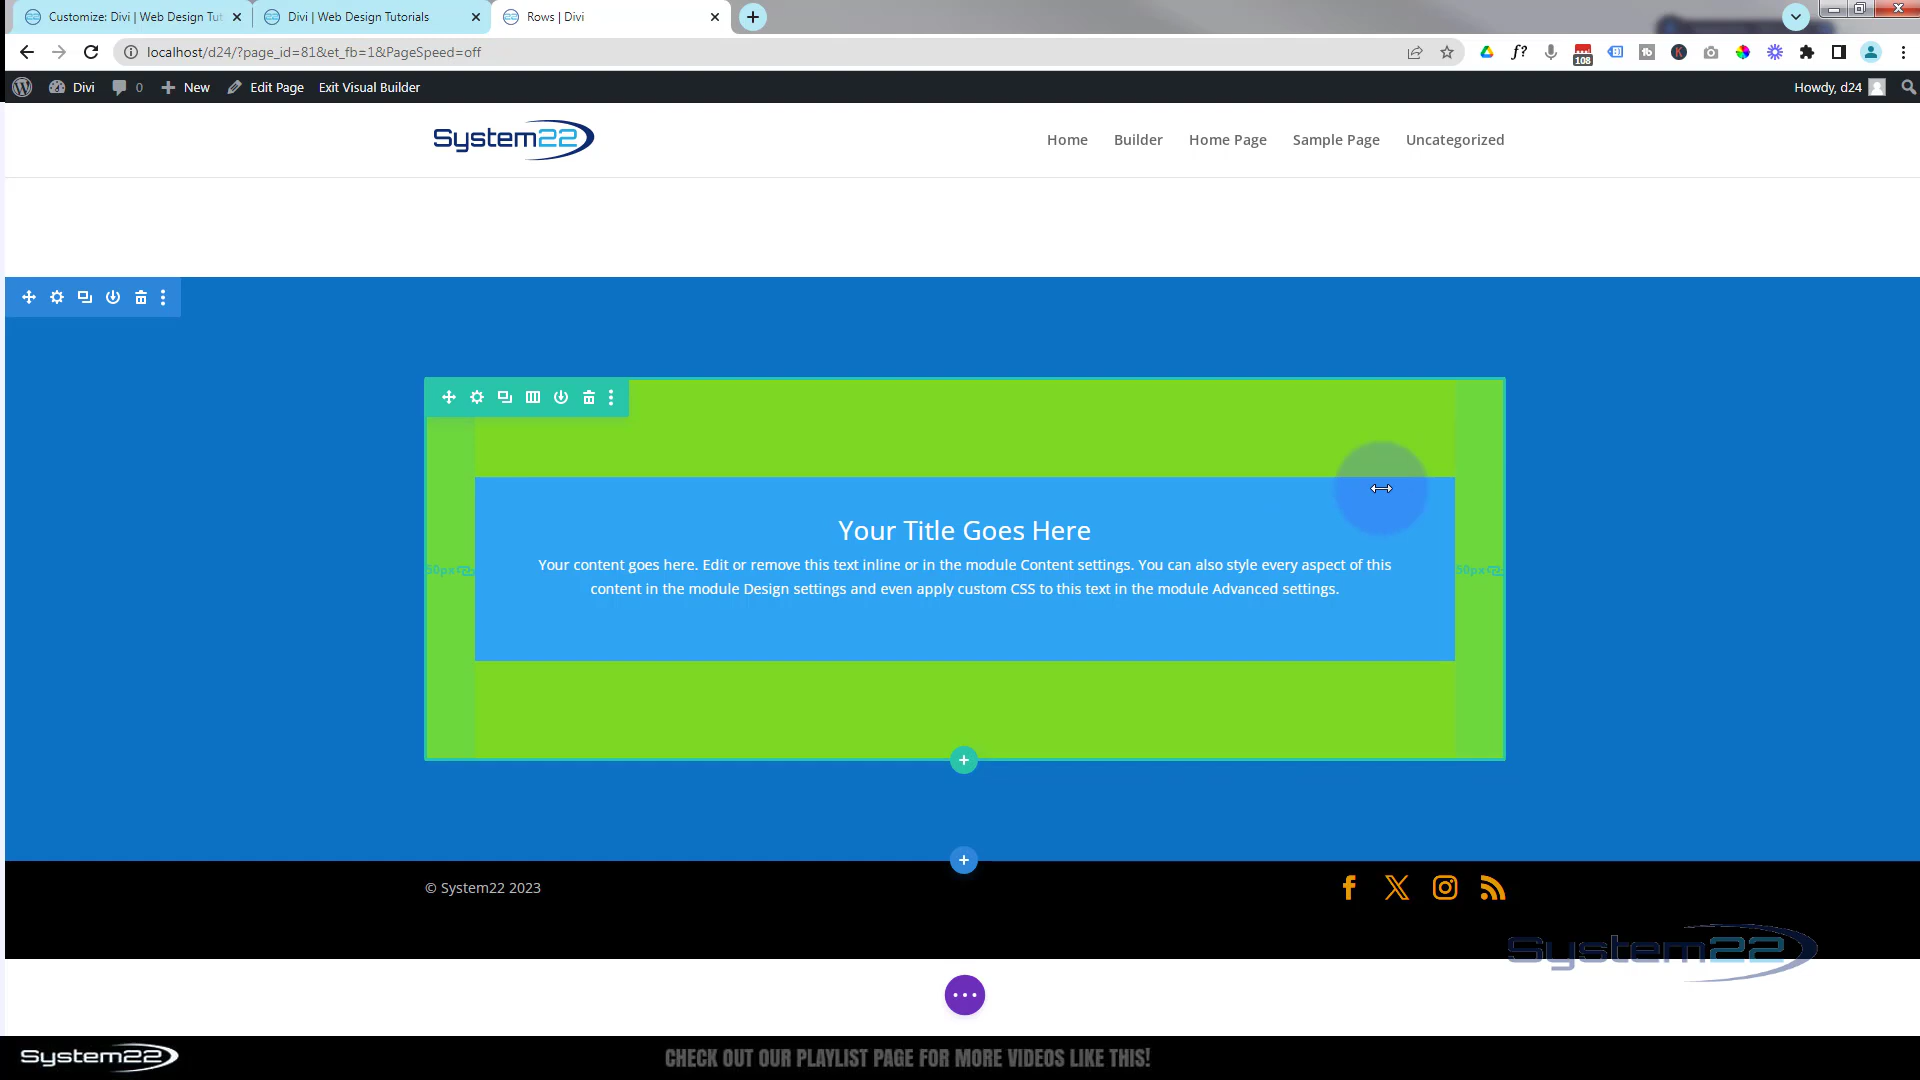 Customize: Divi | Web Design Tut
Divi | Web Design Tutorials
Rows | Divi
localhost/d24/?page_id=81&et_fb=1&PageSpeed=off
f?
108
Divi
0
New
Edit Page
Exit Visual Builder
Howdy, d24
System22
Home
Builder
Home Page
Sample Page
Uncategorized
50px
50px
Your Title Goes Here
Your content goes here. Edit or remove this text inline or in the module Content settings. You can also style every aspect of this
content in the module Design settings and even apply custom CSS to this text in the module Advanced settings.
© System22 2023
System22
System22
CHECK OUT OUR PLAYLIST PAGE FOR MORE VIDEOS LIKE THIS!